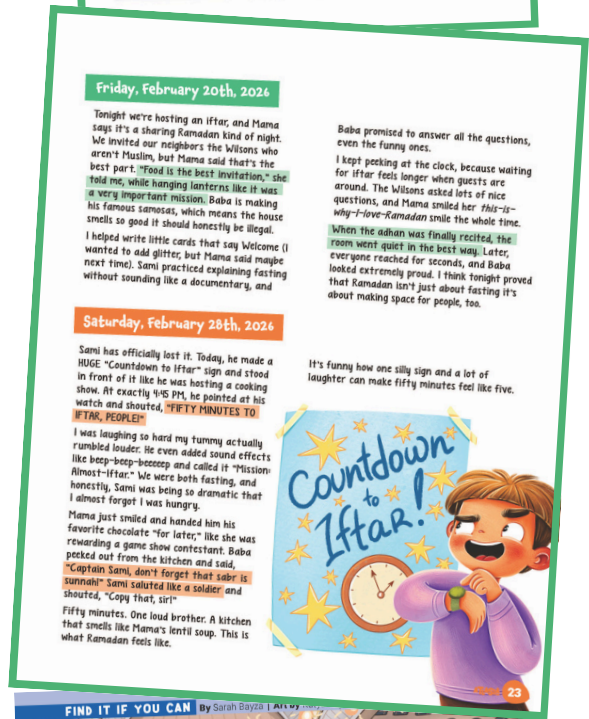 Friday, February 20th, 2026
Tonight we're hosting an iftar, and Mama
says it's a sharing Ramadan kind of night.
We invited our neighbors the Wilsons who
aren't Muslim, but Mama said that's the
best part. "Food is the best invitation," she
told me, while hanging lanterns like it was
a very important mission. Baba is making
his famous samosas, which means the house
smells so good it should honestly be illegal.
I helped write little cards that say Welcome (I
wanted to add glitter, but Mama said maybe
next time). Sami practiced explaining fasting
without sounding like a documentary, and
Baba promised to answer all the questions,
even the funny ones.
I kept peeking at the clock, because waiting
for iftar feels longer when guests are
around. The Wilsons asked lots of nice
questions, and Mama smiled her this-is-
why-I-love-Ramadan smile the whole time.
When the adhan was finally recited, the
room went quiet in the best way. Later,
everyone reached for seconds, and Baba
looked extremely proud. I think tonight proved
that Ramadan isn't just about fasting it's
about making space for people, too.
Saturday, February 28th, 2026
Sami has officially lost it. Today, he made a
HUGE "Countdown to Iftar" sign and stood
in front of it like he was hosting a cooking
show. At exactly 4:45 PM, he pointed at his
watch and shouted, "FIFTY MINUTES TO
IFTAR, PEOPLE!"
I was laughing so hard my tummy actually
rumbled louder. He even added sound effects
like beep-beep-beeeeep and called it "Mission:
Almost-Iftar." We were both fasting, and
honestly, Sami was being so dramatic that
I almost forgot I was hungry.
Mama just smiled and handed him his
favorite chocolate "for later," like she was
rewarding a game show contestant. Baba
peeked out from the kitchen and said,
"Captain Sami, don't forget that sabr is
sunnah!" Sami saluted like a soldier and
shouted, "Copy that, sir!"
Fifty minutes. One loud brother. A kitchen
that smells like Mama's lentil soup. This is
what Ramadan feels like.
It's funny how one silly sign and a lot of
laughter can make fifty minutes feel like five.
Countdown
to
Iftar!
23
FIND IT IF YOU CAN By Sarah Bayza | Art by